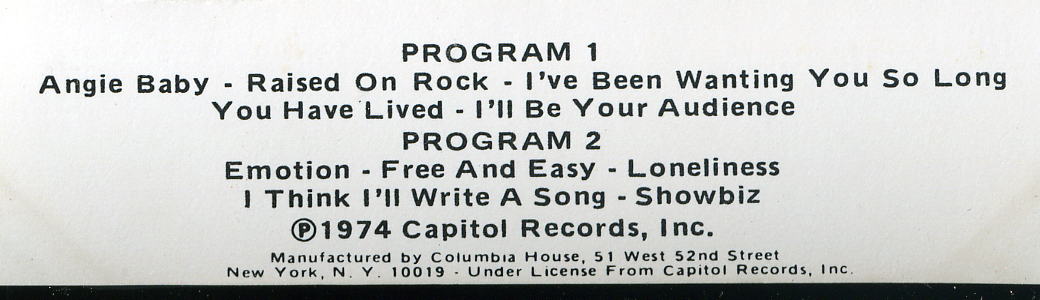 PROGRAM 1
Angie Baby - Raised On Rock - I've Been Wanting You So Long
You Have Lived - I'll Be Your Audience
PROGRAM 2
Emotion - Free And Easy - Loneliness
I Think I'll Write A Song - Showbiz
℗1974 Capitol Records, Inc.
Manufactured by Columbia House, 51 West 52nd Street
New York, N. Y. 10019 - Under License From Capitol Records, Inc.